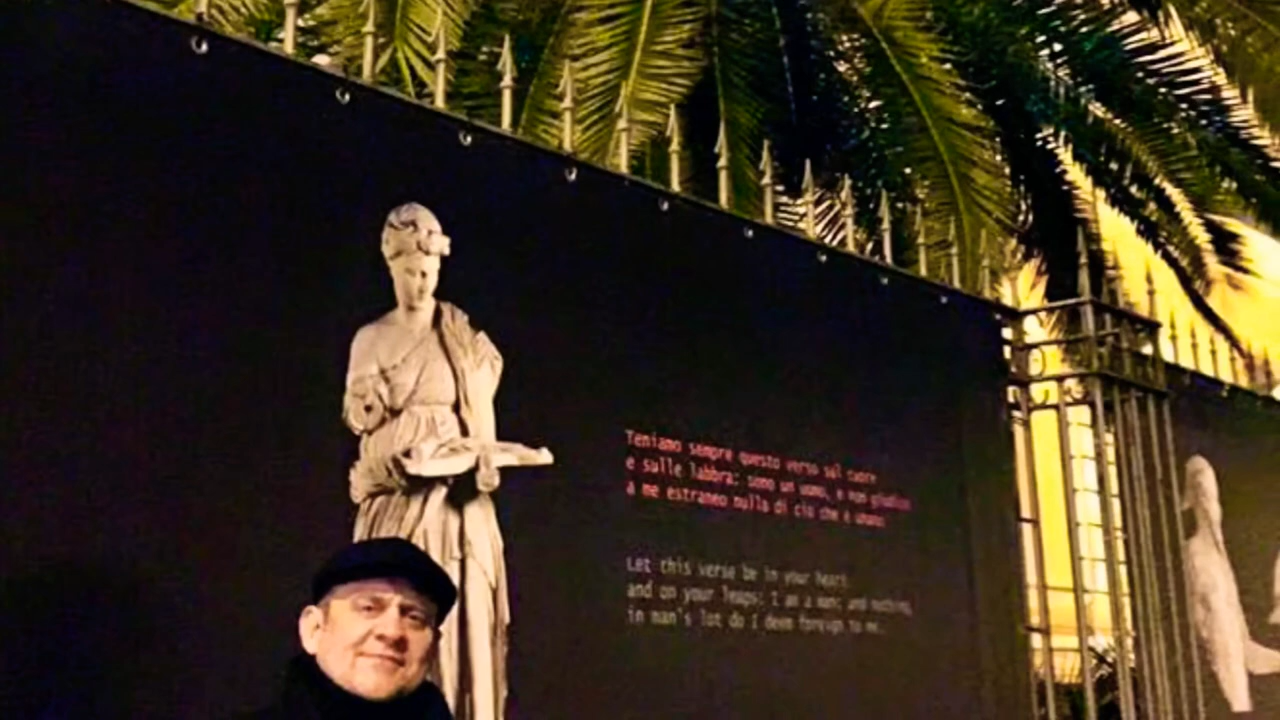 Teniamo sempre questo verso sul cuore
e sulle labbra: sono un uomo, e non giudico
a me estraneo nulla di ciò che è umano
Let this verse be in your heart
and on your leaps: I am a man; and nothing,
in man's lot do I deem foreign to me.